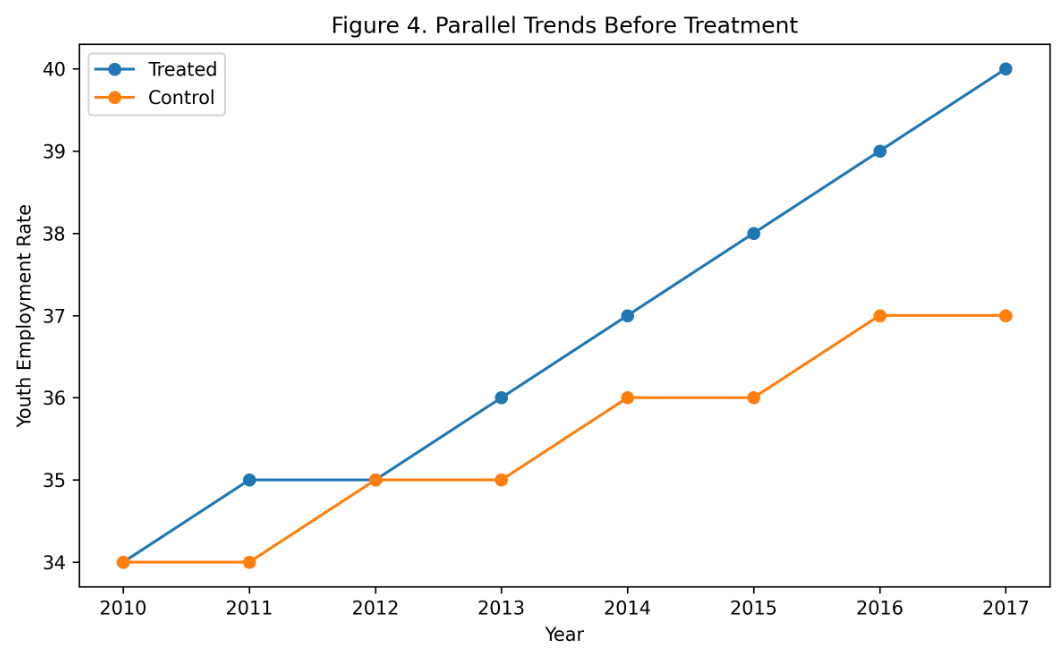 Figure 4. Parallel Trends Before Treatment
Treated
Control
Youth Employment Rate
40
39
38
37
36
35
34
2010 2011 2012 2013 2014 2015 2016 2017
Year